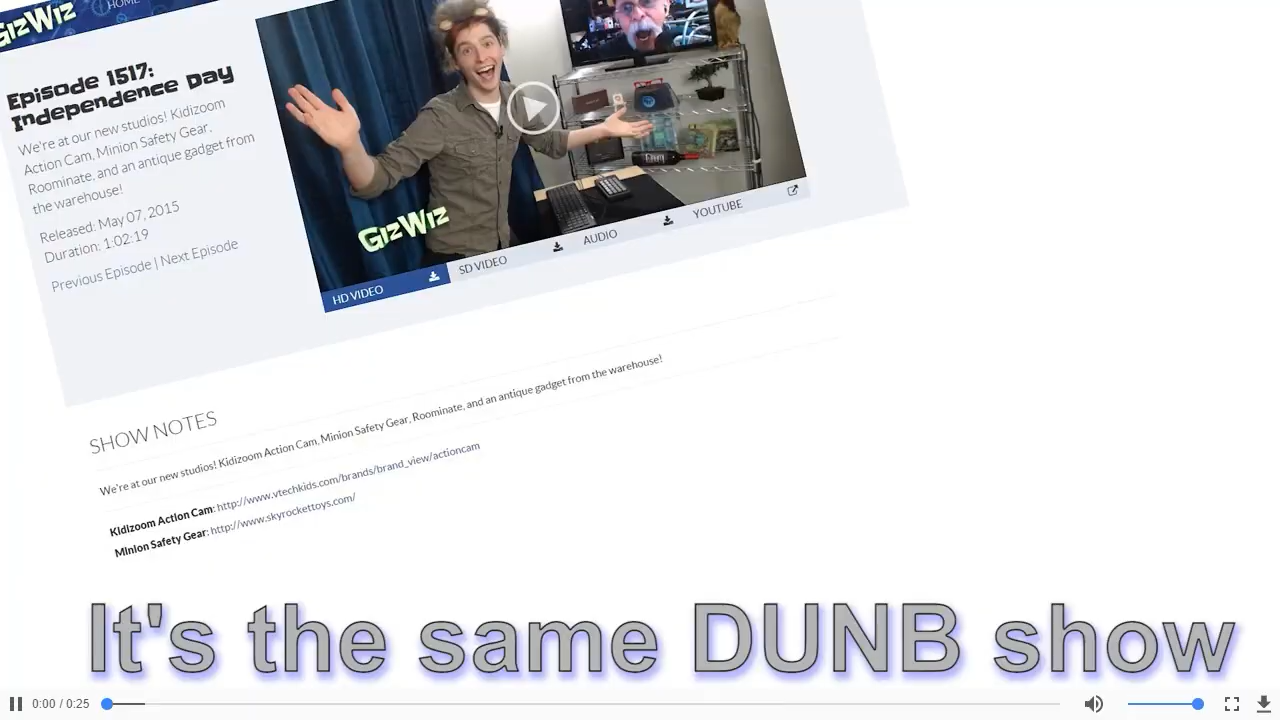 GizWiz
HOME
Episode 1517:
Independence Day
We're at our new studios! Kidizoom
Action Cam, Minion Safety Gear,
Roominate, and an antique gadget from
the warehouse!
Released: May 07, 2015
Duration: 1:02:19
Previous Episode | Next Episode
GizWiz
HD VIDEO
SD VIDEO
AUDIO
YOUTUBE
SHOW NOTES
We're at our new studios! Kidizoom Action Cam, Minion Safety Gear, Roominate, and an antique gadget from the warehouse!
Kidizoom Action Cam: http://www.vtechkids.com/brands/brand_view/actioncam
Minion Safety Gear: http://www.skyrockettoys.com/
It's the same DUNB show
0:00 / 0:25